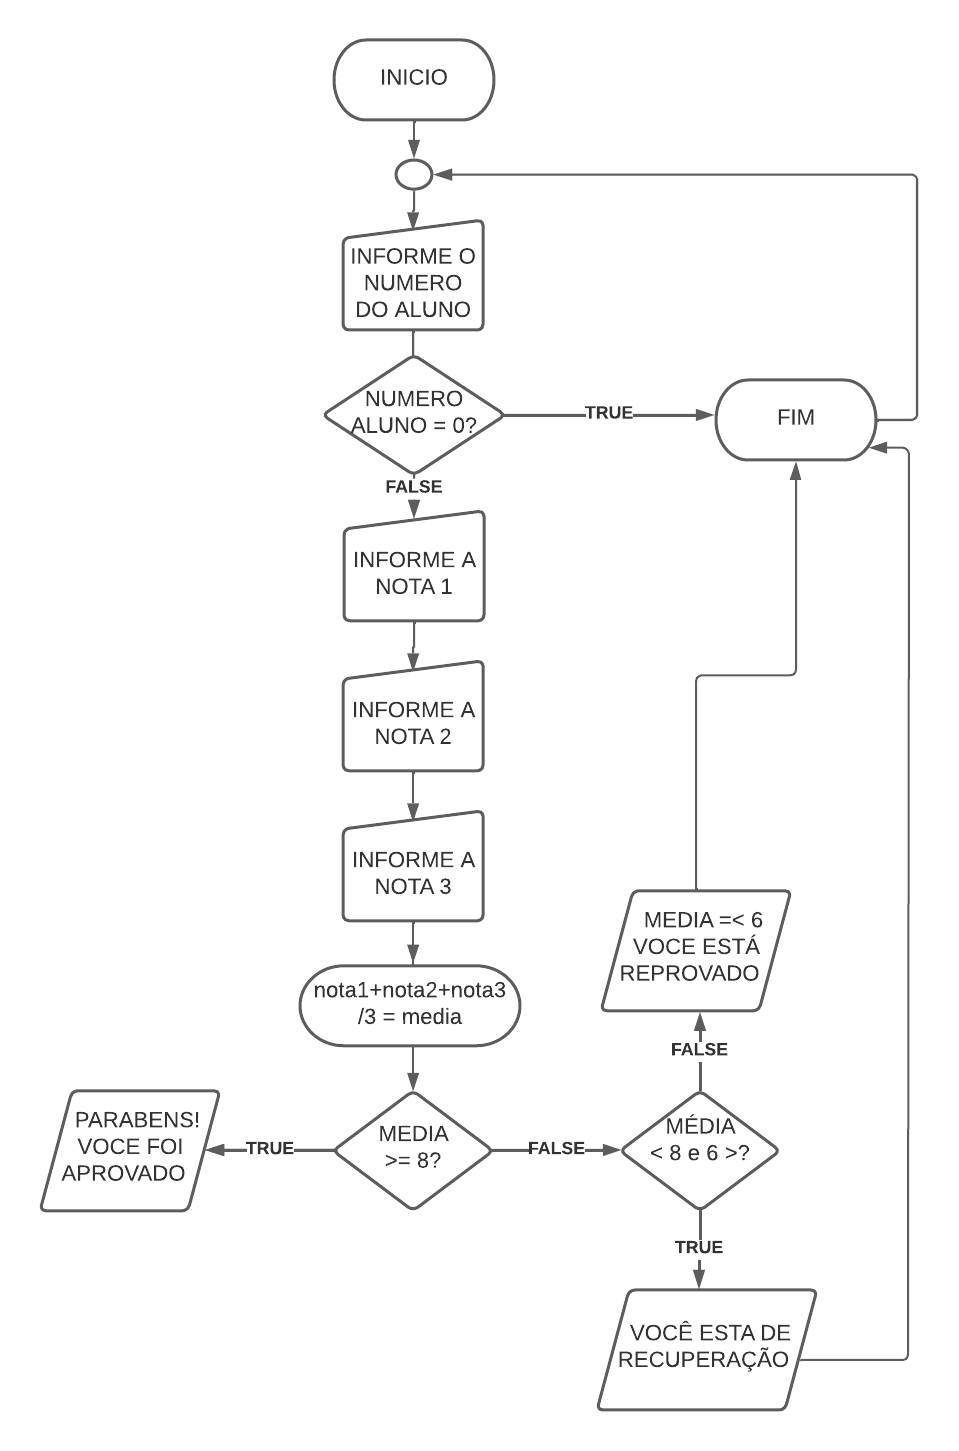 INICIO
INFORME O
NUMERO
DO ALUNO
NUMERO
ALUNO = 0?
TRUE
FIM
FALSE
INFORME A
NOTA 1
INFORME A
NOTA 2
INFORME A
NOTA 3
nota1+nota2+nota3
/3 = media
MEDIA
>= 8?
TRUE
PARABENS!
VOCE FOI
APROVADO
FALSE
MÉDIA
< 8 e 6 >?
FALSE
MEDIA =< 6
VOCE ESTÁ
REPROVADO
TRUE
VOCÊ ESTA DE
RECUPERAÇÃO